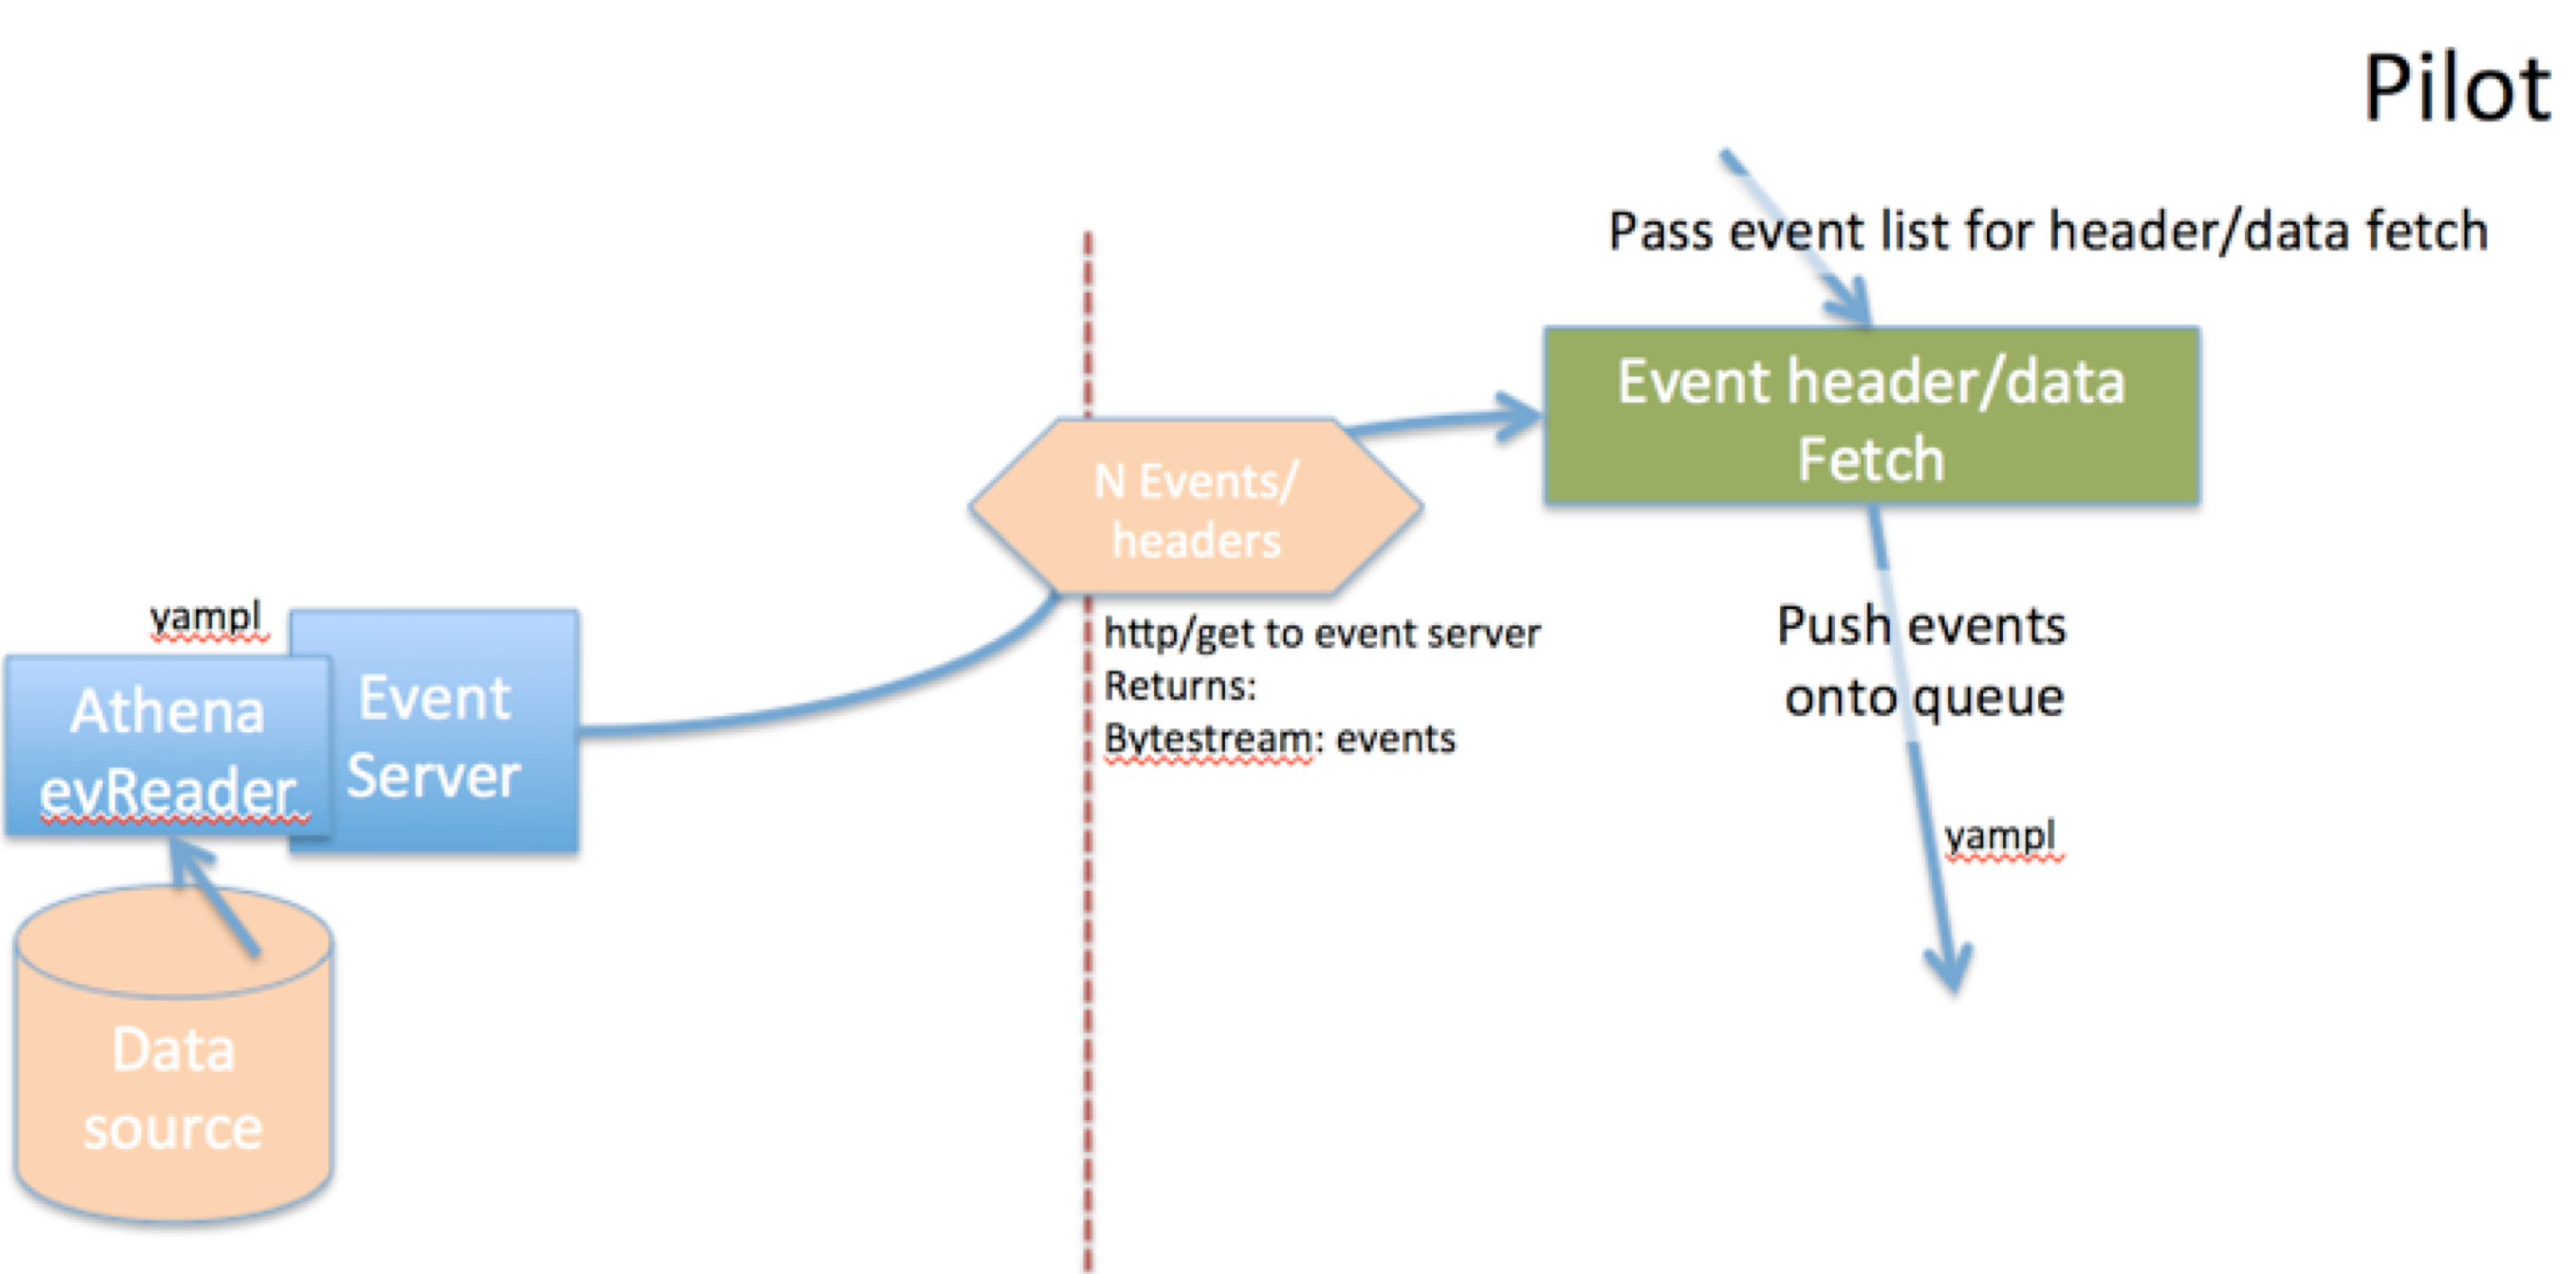 Pilot
Pass event list for header/data fetch
Event header/data
Fetch
N Events/
headers
http/get to event server
Returns:
Bytestream: events
Push events
onto queue
yampl
yampl
Event
Server
Athena
evReader
Data
source